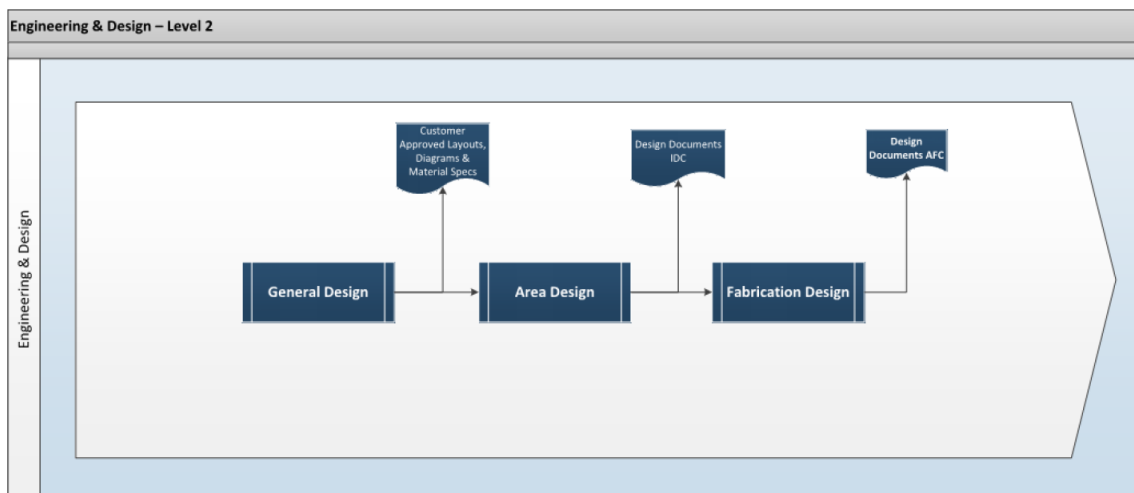 Engineering & Design – Level 2
Engineering & Design
Customer
Approved Layouts,
Diagrams &
Material Specs
Design Documents
IDC
Design
Documents AFC
General Design
Area Design
Fabrication Design